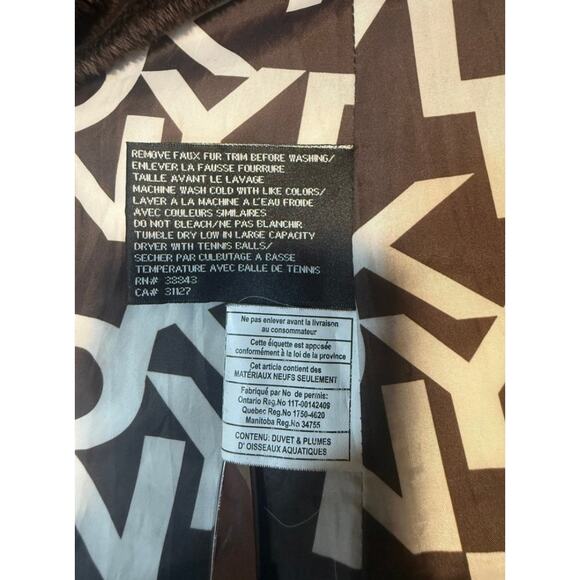 REMOVE FAUX FUR TRIM BEFORE WASHING/
ENLEVER LA FAUSSE FOURRURE
TAILLE AVANT LE LAVAGE
MACHINE WASH COLD WITH LIKE COLORS/
LAVER A LA MACHINE A L'EAU FROIDE
AVEC COULEURS SIMILAIRES
DO NOT BLEACH/NE PAS BLANCHIR
TUMBLE DRY LOW IN LARGE CAPACITY
DRYER WITH TENNIS BALLS/
SECHER PAR CULBUTAGE A BASSE
TEMPERATURE AVEC BALLE DE TENNIS
RN# 38843
CA# 31127
Ne pas enlever avant la livraison
au consommateur
Cette étiquette est apposée
conformément à la loi de la province
Cet article contient des
MATÉRIAUX NEUFS SEULEMENT
Fabriqué par No de permis:
Ontario Reg.No 11T-00142409
Quebec Reg.No 1750-4620
Manitoba Reg.No 34755
CONTENU: DUVET & PLUMES
D' OISEAUX AQUATIQUES